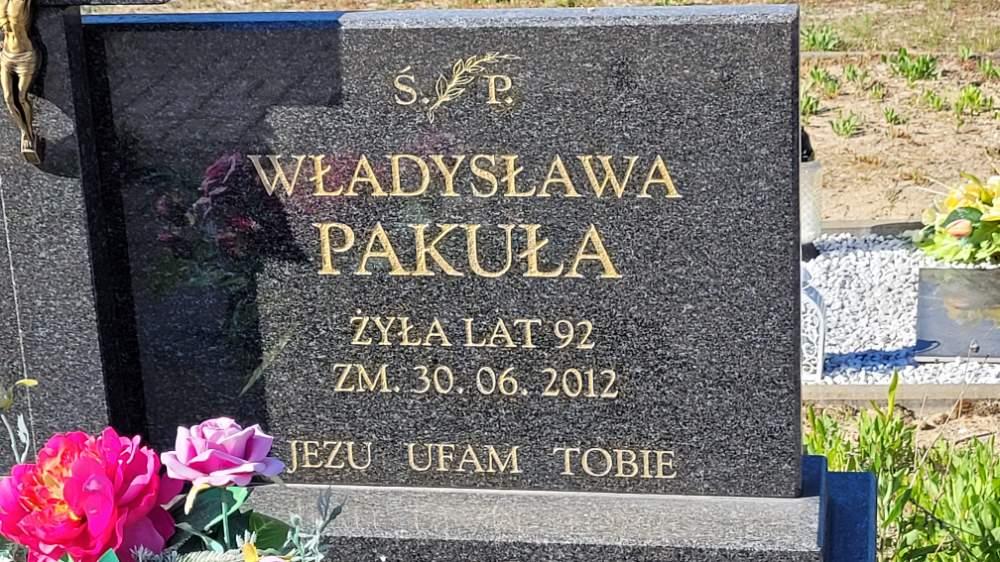 Ś. P.
WŁADYSŁAWA
PAKUŁA
ŻYŁA LAT 92
ZM. 30. 06. 2012
JEZU UFAM TOBIE